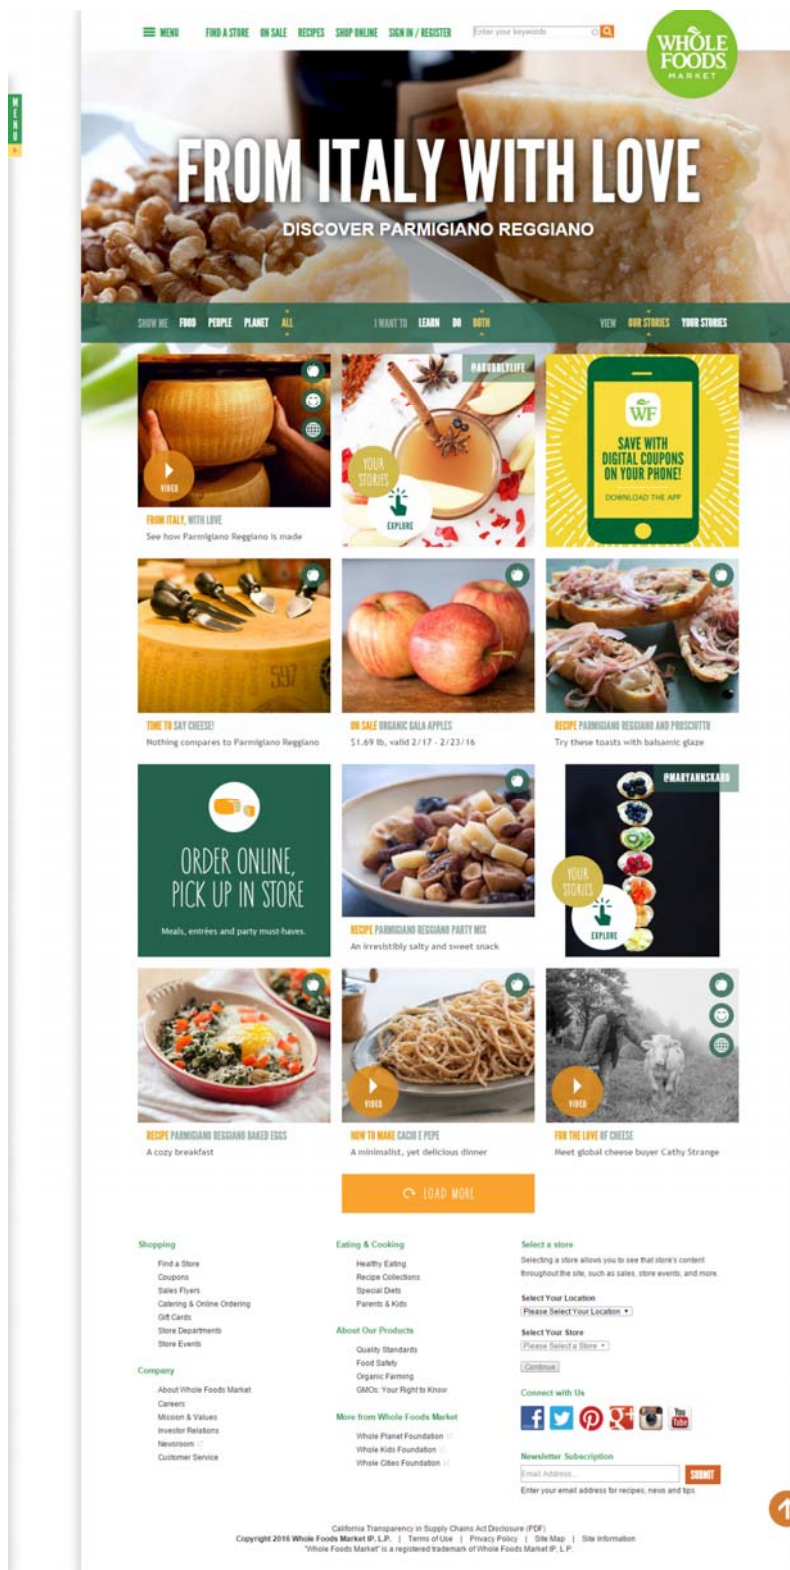 MENU
FIND A STORE
ON SALE
RECIPES
SHOP ONLINE
SIGN IN / REGISTER
Enter your keywords
WHOLE
FOODS
MARKET
MENU
FROM ITALY WITH LOVE
DISCOVER PARMIGIANO REGGIANO
SHOW ME FOOD PEOPLE PLANET ALL
I WANT TO LEARN DO BOTH
VIEW OUR STORIES YOUR STORIES
VIDEO
FROM ITALY, WITH LOVE
See how Parmigiano Reggiano is made
@ABUBBLYLIFE
YOUR
STORIES
EXPLORE
WF
SAVE WITH
DIGITAL COUPONS
ON YOUR PHONE!
DOWNLOAD THE APP
597
TIME TO SAY CHEESE!
Nothing compares to Parmigiano Reggiano
ON SALE ORGANIC GALA APPLES
$1.69 lb, valid 2/17 - 2/23/16
RECIPE PARMIGIANO REGGIANO AND PROSCIUTTO
Try these toasts with balsamic glaze
ORDER ONLINE,
PICK UP IN STORE
Meals, entrées and party must-haves.
RECIPE PARMIGIANO REGGIANO PARTY MIX
An irresistibly salty and sweet snack
@MARYANNSKARO
YOUR
STORIES
EXPLORE
RECIPE PARMIGIANO REGGIANO BAKED EGGS
A cozy breakfast
VIDEO
HOW TO MAKE CACIO E PEPE
A minimalist, yet delicious dinner
VIDEO
FOR THE LOVE OF CHEESE
Meet global cheese buyer Cathy Strange
LOAD MORE
Shopping
Find a Store
Coupons
Sales Flyers
Catering & Online Ordering
Gift Cards
Store Departments
Store Events
Company
About Whole Foods Market
Careers
Mission & Values
Investor Relations
Newsroom
Customer Service
Eating & Cooking
Healthy Eating
Recipe Collections
Special Diets
Parents & Kids
About Our Products
Quality Standards
Food Safety
Organic Farming
GMOs: Your Right to Know
More from Whole Foods Market
Whole Planet Foundation
Whole Kids Foundation
Whole Cities Foundation
Select a store
Selecting a store allows you to see that store's content
throughout the site, such as sales, store events, and more.
Select Your Location
Please Select Your Location
Select Your Store
Please Select a Store
Continue
Connect with Us
You
Tube
Newsletter Subscription
Email Address...
SUBMIT
Enter your email address for recipes, news and tips
California Transparency in Supply Chains Act Disclosure (PDF)
Copyright 2016 Whole Foods Market IP. L.P. | Terms of Use | Privacy Policy | Site Map | Site Information
"Whole Foods Market" is a registered trademark of Whole Foods Market IP, L.P.